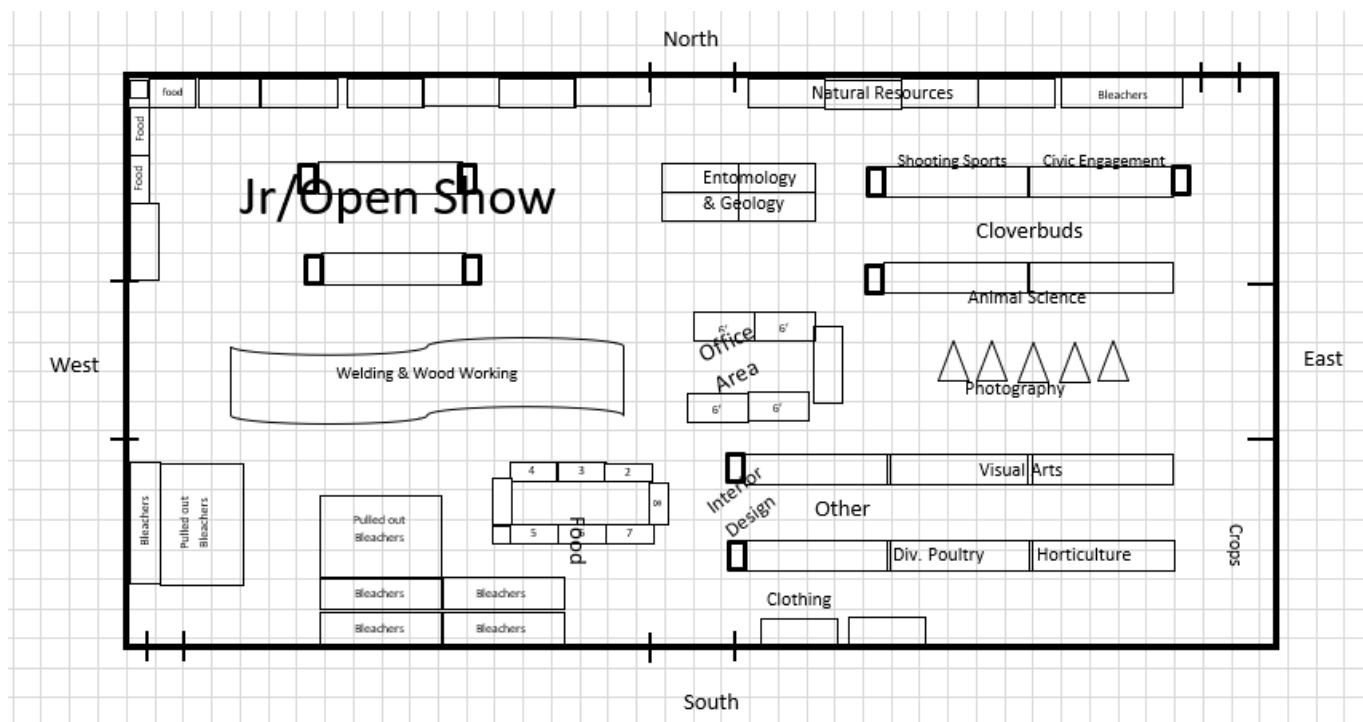 North
food
Natural Resources
Bleachers
Food
Food
Shooting Sports
Civic Engagement
Jr/Open Show
Entomology
& Geology
Cloverbuds
Animal Science
6'
6'
Office
Area
West
East
Welding & Wood Working
Photography
6'
6'
4
3
2
Visual Arts
Interior
Design
Bleachers
Pulled out
Bleachers
8
Other
Pulled out
Bleachers
Food
5
6
7
Div. Poultry
Horticulture
Crops
Bleachers
Bleachers
Clothing
Bleachers
Bleachers
South